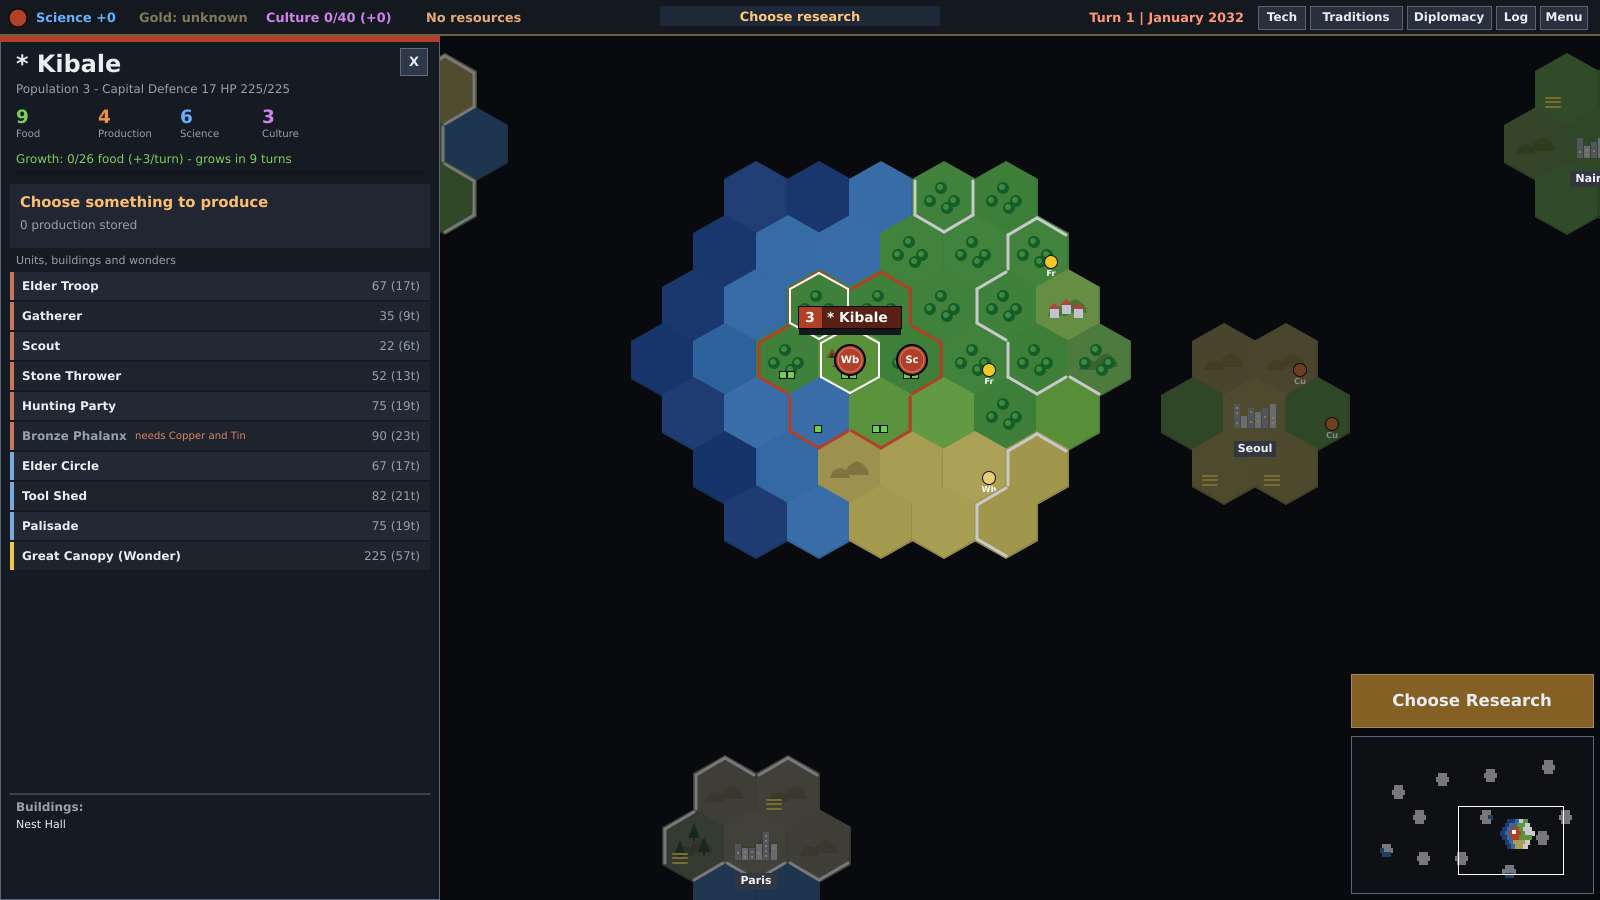 Science +0 Gold: unknown Culture 0/40 (+0) No resources Choose research Turn 1 | January 2032 Tech Traditions Diplomacy Log Menu
* Kibale X
Population 3 - Capital Defence 17 HP 225/225
9 4 6 3
Food Production Science Culture
Growth: 0/26 food (+3/turn) - grows in 9 turns
Choose something to produce
0 production stored
Units, buildings and wonders
Elder Troop 67 (17t)
Gatherer 35 (9t)
Scout 22 (6t)
Stone Thrower 52 (13t)
Hunting Party 75 (19t)
Bronze Phalanx needs Copper and Tin 90 (23t)
Elder Circle 67 (17t)
Tool Shed 82 (21t)
Palisade 75 (19t)
Great Canopy (Wonder) 225 (57t)
Buildings:
Nest Hall
Nair
Fr
3 * Kibale
Wb Sc
Fr
Cu
Cu
Seoul
Wh
Paris
Choose Research